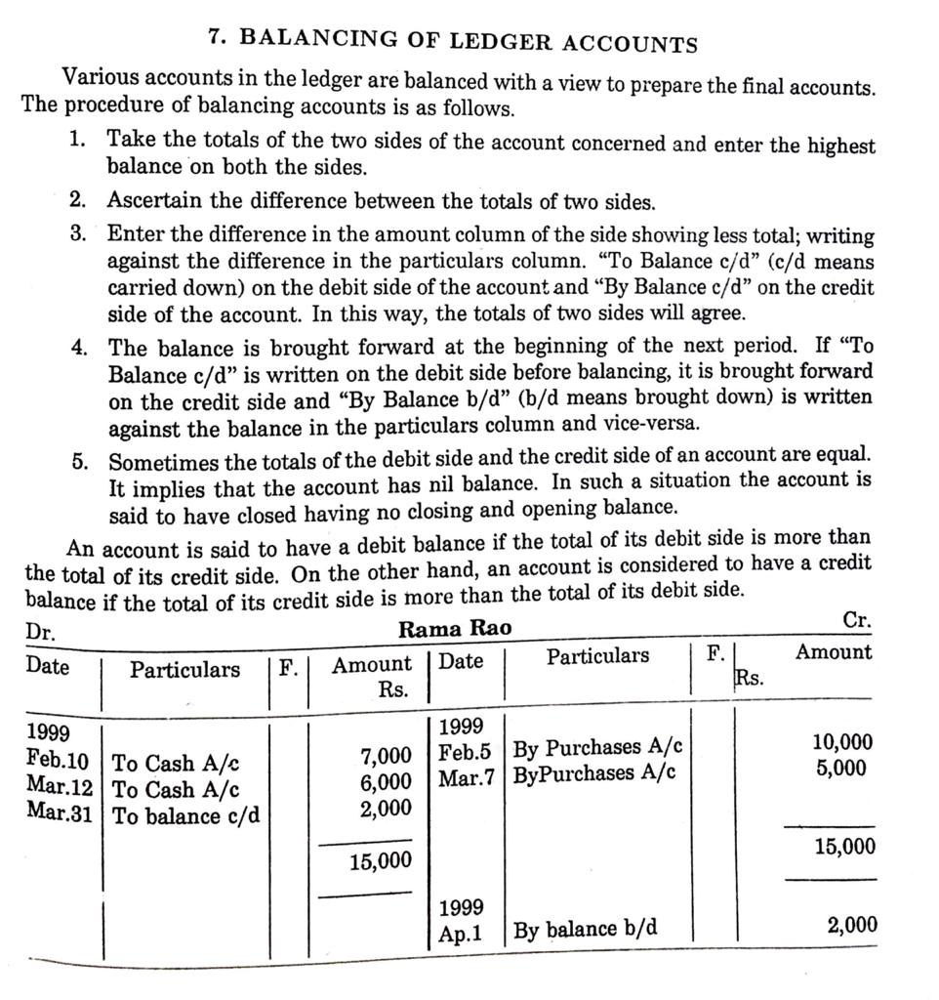 7. BALANCING OF LEDGER ACCOUNTS
Various accounts in the ledger are balanced with a view to prepare the final accounts.
The procedure of balancing accounts is as follows.
1. Take the totals of the two sides of the account concerned and enter the highest
balance on both the sides.
2. Ascertain the difference between the totals of two sides.
3. Enter the difference in the amount column of the side showing less total; writing
against the difference in the particulars column. “To Balance c/d” (c/d means
carried down) on the debit side of the account and “By Balance c/d” on the credit
side of the account. In this way, the totals of two sides will agree.
4. The balance is brought forward at the beginning of the next period. If “To
Balance c/d” is written on the debit side before balancing, it is brought forward
on the credit side and “By Balance b/d” (b/d means brought down) is written
against the balance in the particulars column and vice-versa.
5. Sometimes the totals of the debit side and the credit side of an account are equal.
It implies that the account has nil balance. In such a situation the account is
said to have closed having no closing and opening balance.
An account is said to have a debit balance if the total of its debit side is more than
the total of its credit side. On the other hand, an account is considered to have a credit
balance if the total of its credit side is more than the total of its debit side.
Dr. Rama Rao Cr.
Date Particulars F. Amount Date Particulars F. Amount
Rs. Rs.
1999 1999
Feb.10 To Cash A/c 7,000 Feb.5 By Purchases A/c 10,000
Mar.12 To Cash A/c 6,000 Mar.7 ByPurchases A/c 5,000
Mar.31 To balance c/d 2,000
15,000 15,000
1999
Ap.1 By balance b/d 2,000